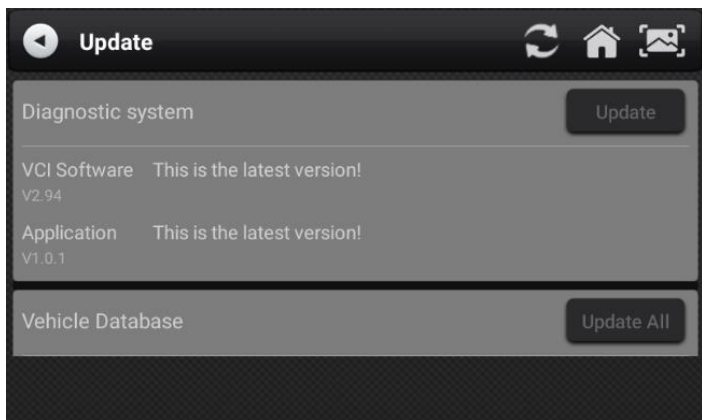 Update
Diagnostic system Update
VCI Software This is the latest version!
V2.94
Application This is the latest version!
V1.0.1
Vehicle Database Update All